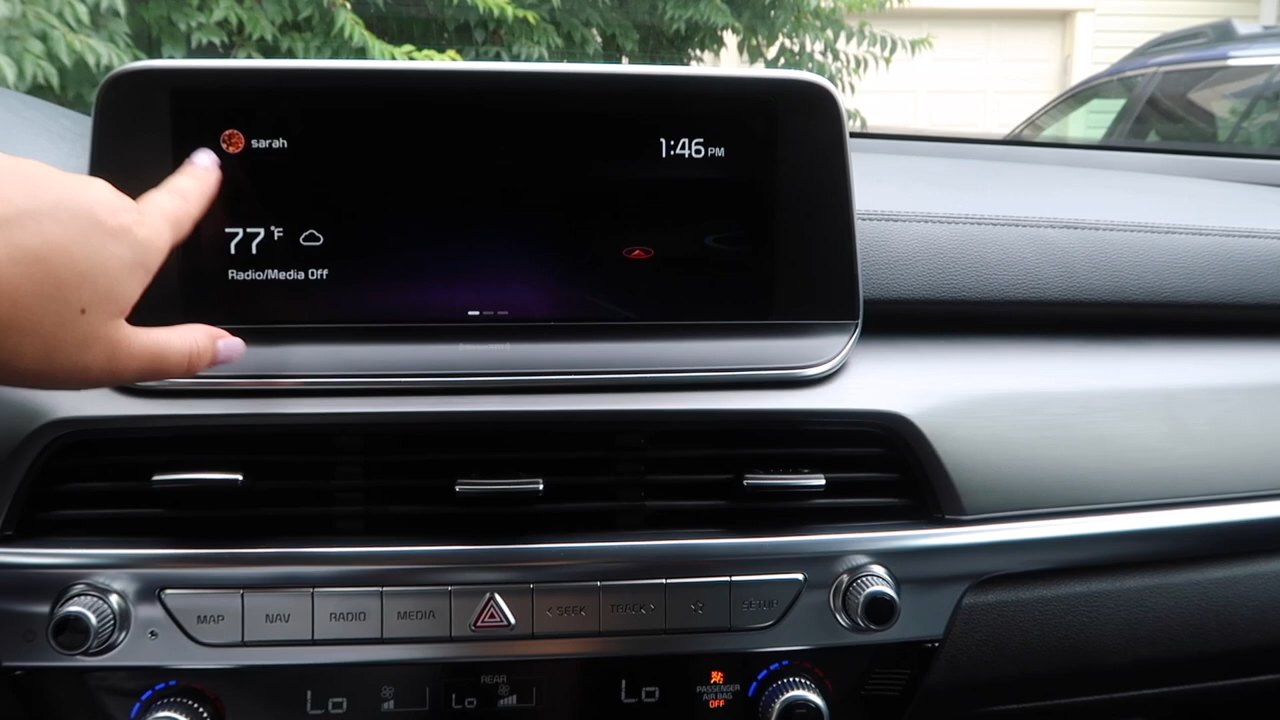 sarah
1:46 PM
77°F
Radio/Media Off
MAP
NAV
RADIO
MEDIA
< SEEK
TRACK >
SETUP
REAR
Lo
Lo
Lo
PASSENGER
AIR BAG
OFF